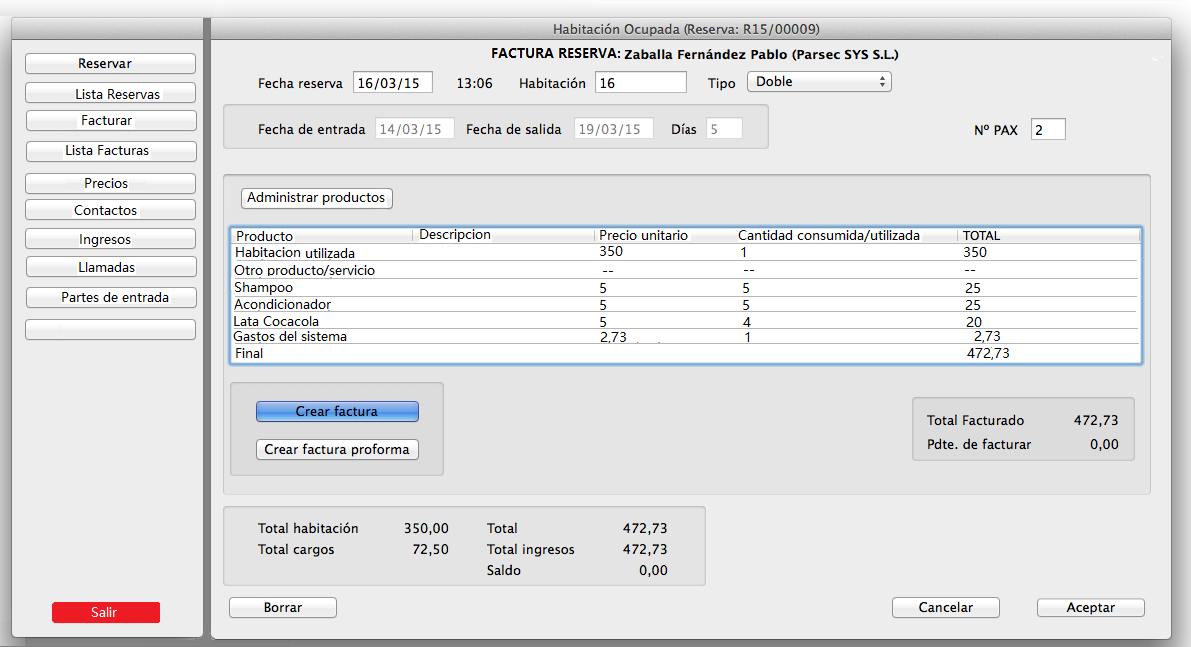 Habitación Ocupada (Reserva: R15/00009)
Reservar
Lista Reservas
Facturar
Lista Facturas
Precios
Contactos
Ingresos
Llamadas
Partes de entrada
Salir
FACTURA RESERVA: Zaballa Fernández Pablo (Parsec SYS S.L.)
Fecha reserva 16/03/15 13:06 Habitación 16 Tipo Doble
Fecha de entrada 14/03/15 Fecha de salida 19/03/15 Días 5 Nº PAX 2
Administrar productos
Producto Descripcion Precio unitario Cantidad consumida/utilizada TOTAL
Habitacion utilizada 350 1 350
Otro producto/servicio -- -- --
Shampoo 5 5 25
Acondicionador 5 5 25
Lata Cocacola 5 4 20
Gastos del sistema 2,73 1 2,73
Final 472,73
Crear factura
Crear factura proforma
Total Facturado 472,73
Pdte. de facturar 0,00
Total habitación 350,00 Total 472,73
Total cargos 72,50 Total ingresos 472,73
Saldo 0,00
Borrar Cancelar Aceptar